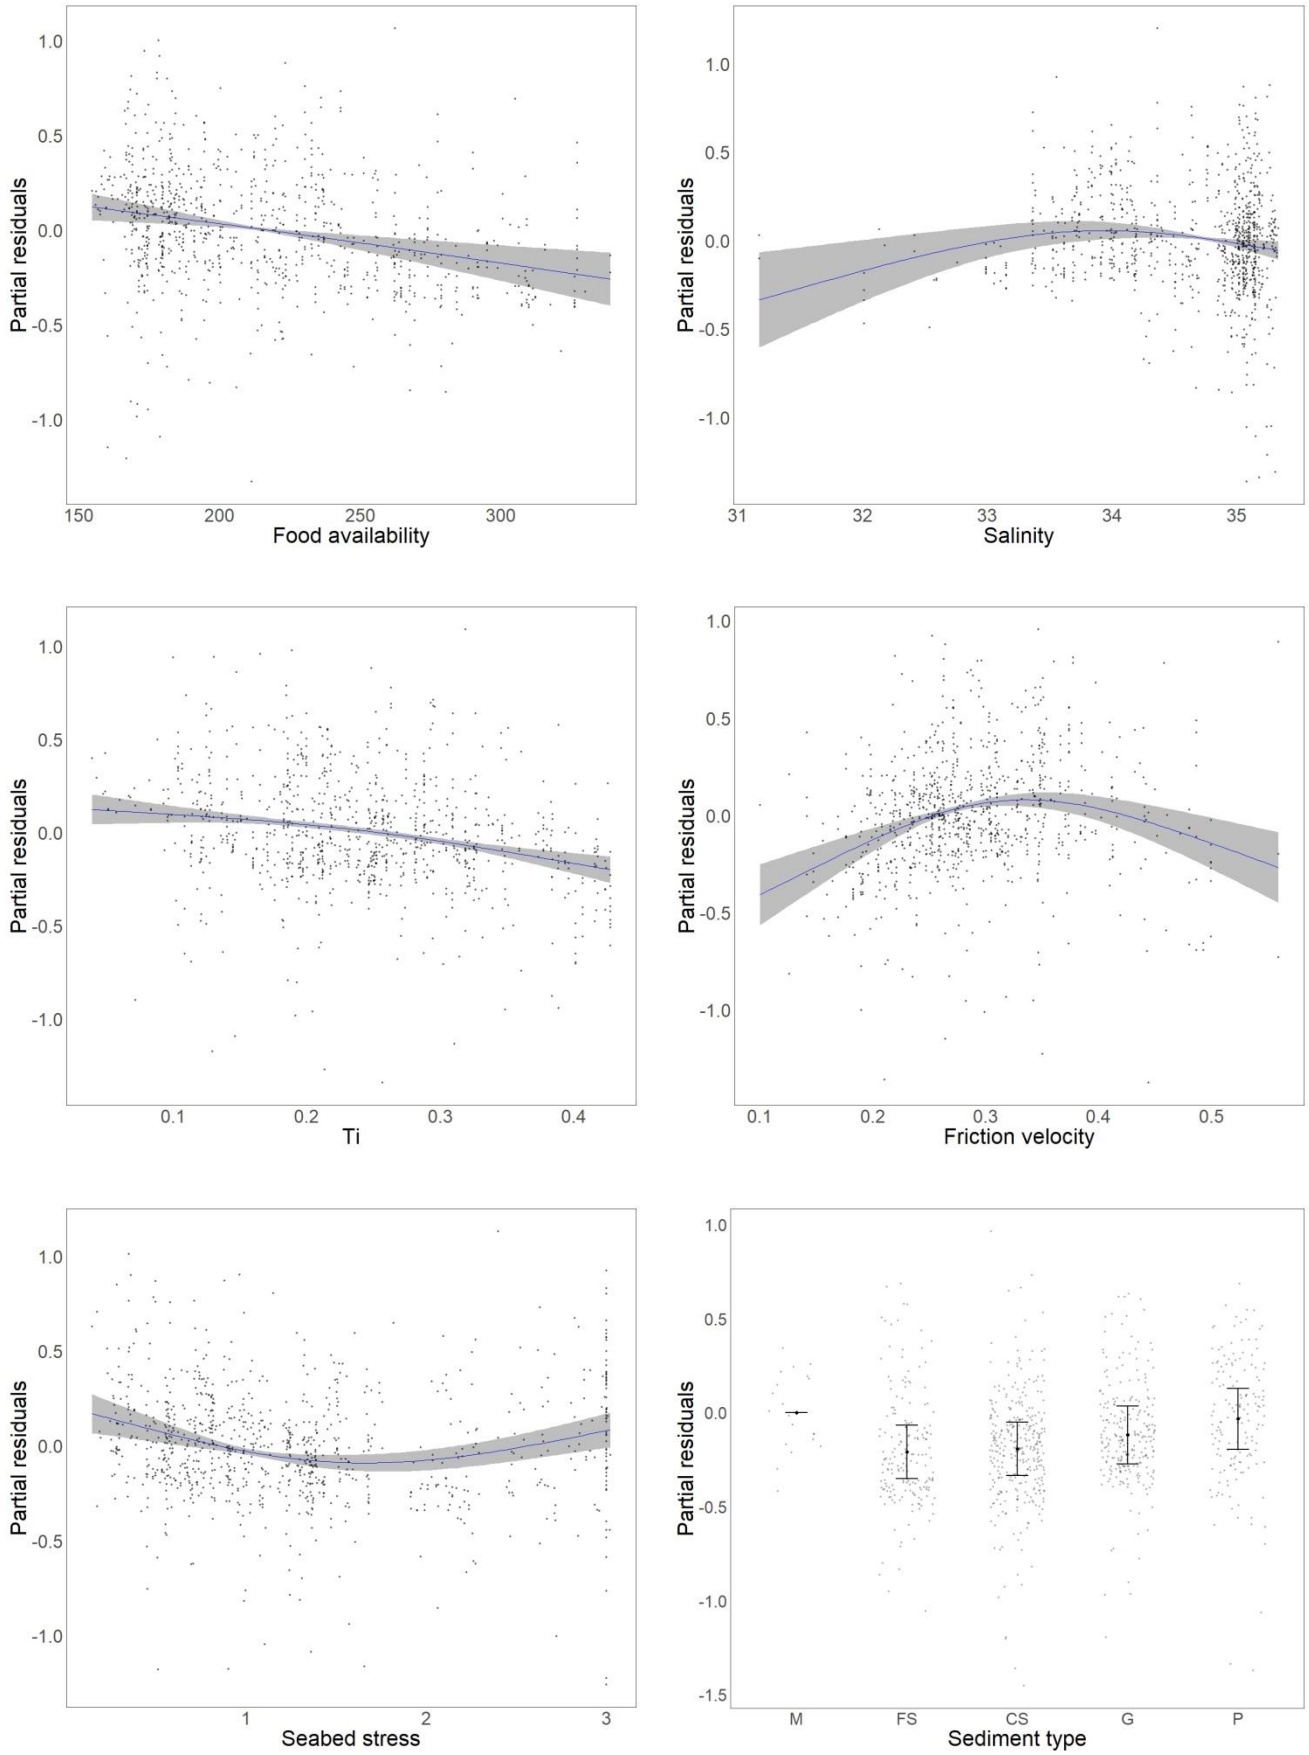 1.0
0.5
0.0
-0.5
-1.0
Partial residuals
150 200 250 300
Food availability
1.0
0.5
0.0
-0.5
-1.0
Partial residuals
31 32 33 34 35
Salinity
1.0
0.5
0.0
-0.5
-1.0
Partial residuals
0.1 0.2 0.3 0.4
Ti
1.0
0.5
0.0
-0.5
-1.0
Partial residuals
0.1 0.2 0.3 0.4 0.5
Friction velocity
1.0
0.5
0.0
-0.5
-1.0
Partial residuals
1 2 3
Seabed stress
1.0
0.5
0.0
-0.5
-1.0
-1.5
Partial residuals
M FS CS G P
Sediment type